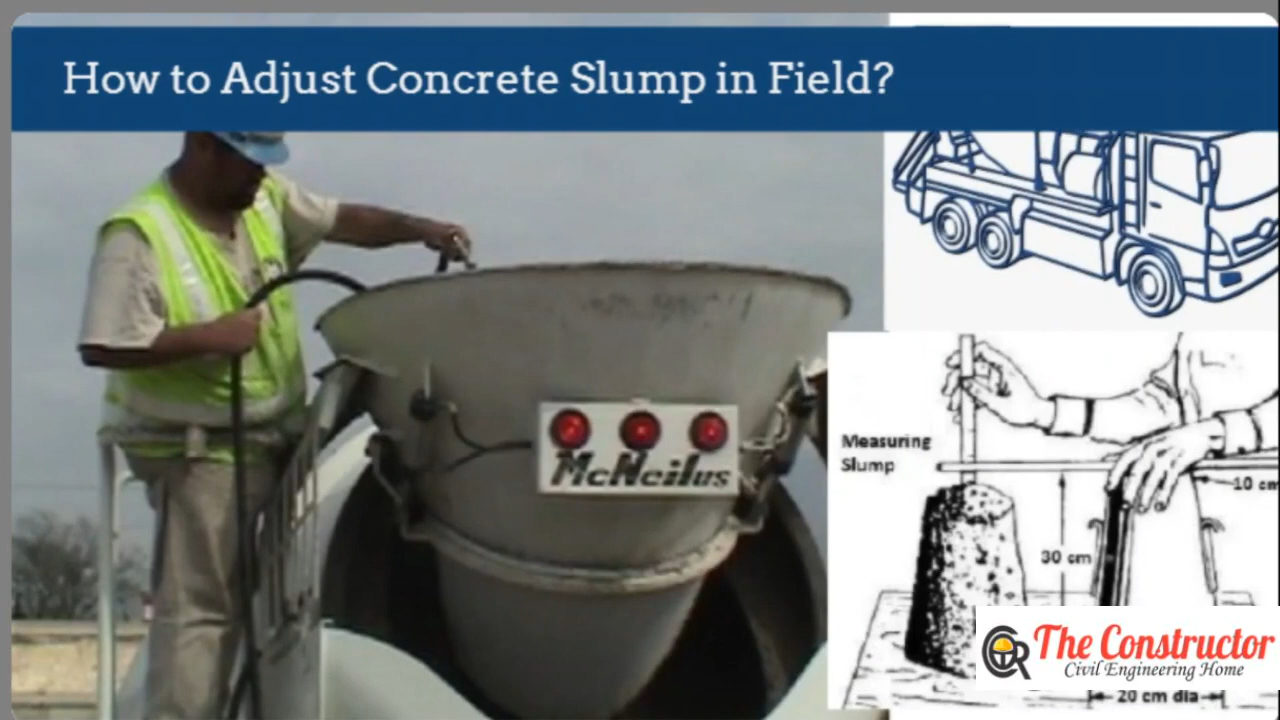 How to Adjust Concrete Slump in Field?
McNeilus
Measuring
Slump
10 cm
30 cm
The Constructor
Civil Engineering Home
20 cm dia